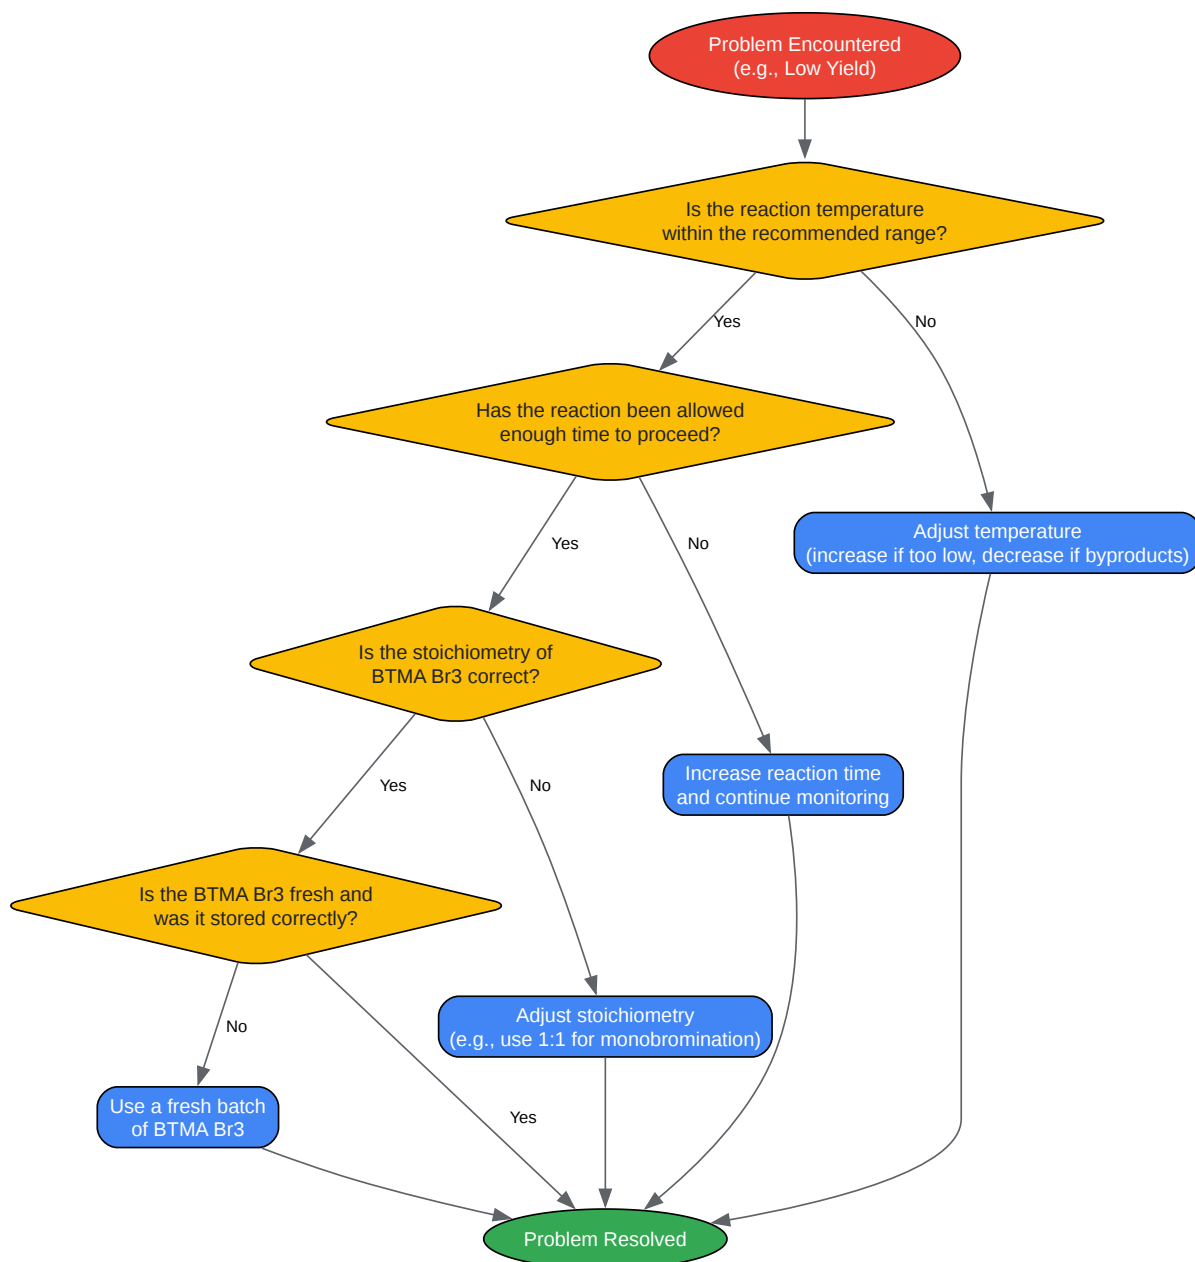 Problem Encountered
(e.g., Low Yield)
Is the reaction temperature
within the recommended range?
Yes
No
Has the reaction been allowed
enough time to proceed?
Yes
No
Adjust temperature
(increase if too low, decrease if byproducts)
Is the stoichiometry of
BTMA Br3 correct?
Yes
No
Increase reaction time
and continue monitoring
Is the BTMA Br3 fresh and
was it stored correctly?
No
Yes
Adjust stoichiometry
(e.g., use 1:1 for monobromination)
Use a fresh batch
of BTMA Br3
Problem Resolved